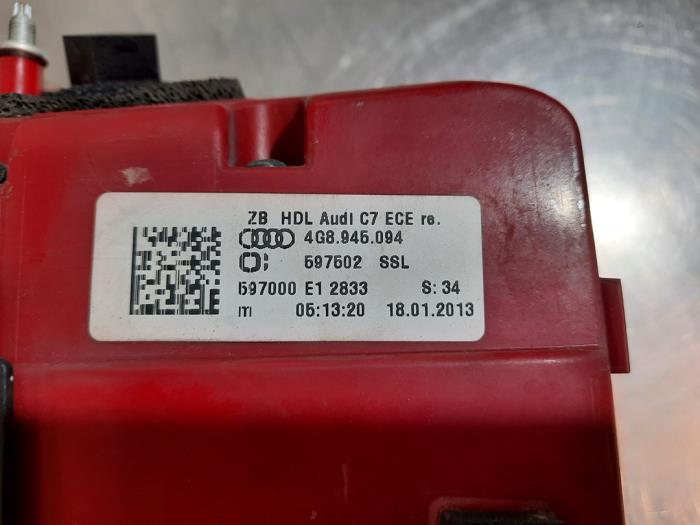 ZB HDL Audi C7 ECE re.
4G8.945.094
597502 SSL
597000 E1 2833 S: 34
m 05:13:20 18.01.2013